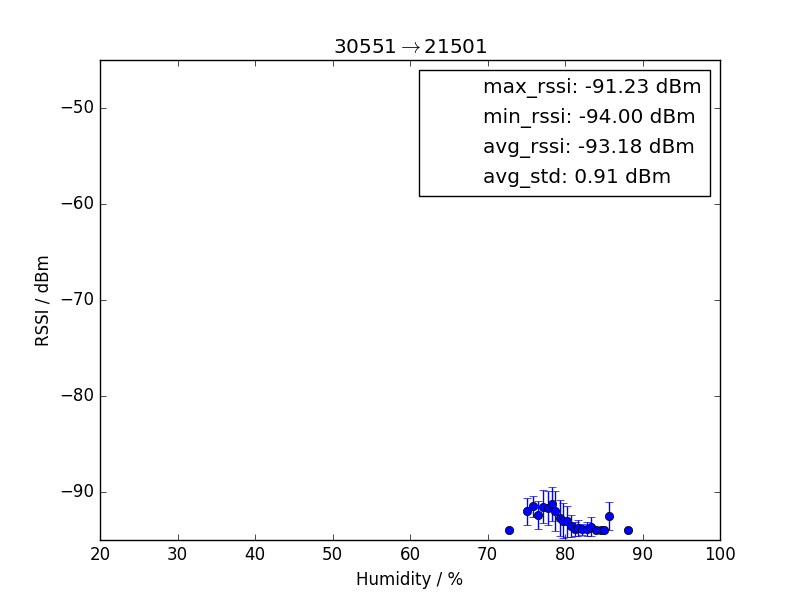 30551→21501
max_rssi: -91.23 dBm
min_rssi: -94.00 dBm
avg_rssi: -93.18 dBm
avg_std: 0.91 dBm
RSSI / dBm
−50
−60
−70
−80
−90
20 30 40 50 60 70 80 90 100
Humidity / %